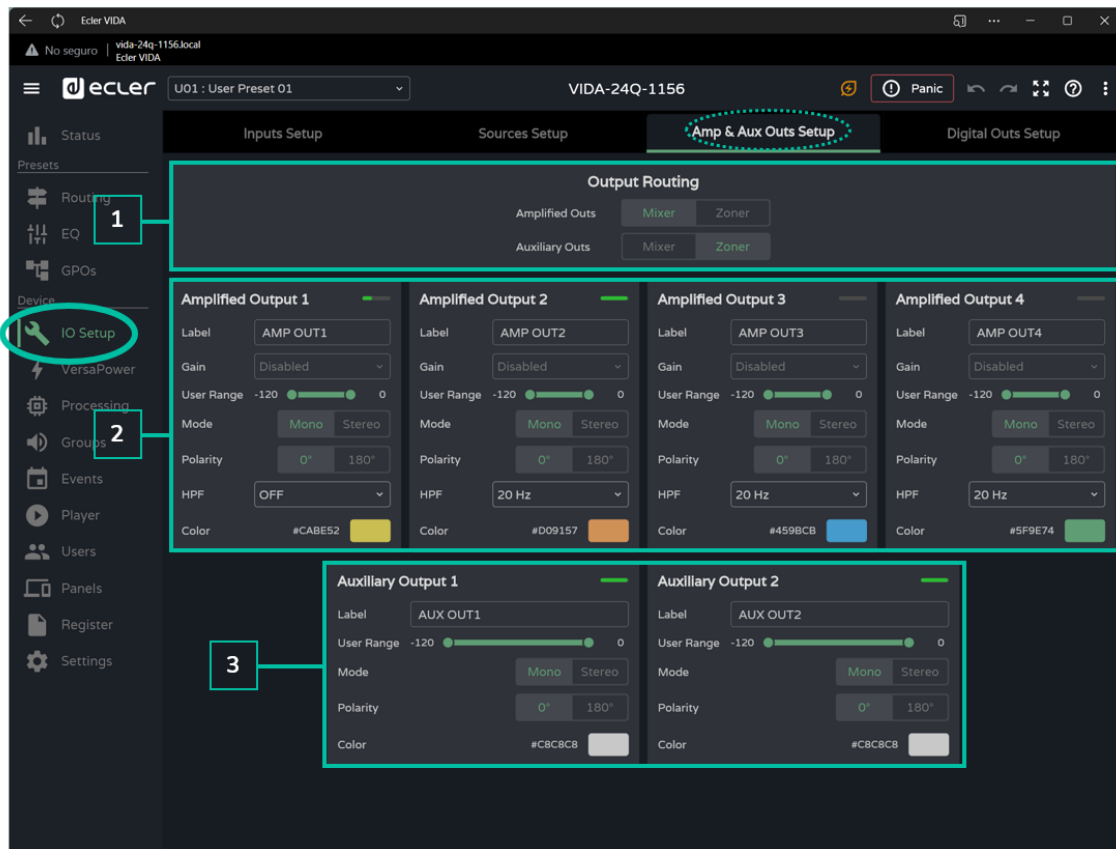 Ecler VIDA
No seguro
vida-24q-1156.local
Ecler VIDA
ecler
U01 : User Preset 01
VIDA-24Q-1156
Panic
Status
Presets
Routing
EQ
GPOs
Device
IO Setup
VersaPower
Processing
Groups
Events
Player
Users
Panels
Register
Settings
Inputs Setup
Sources Setup
Amp & Aux Outs Setup
Digital Outs Setup
1
Output Routing
Amplified Outs Mixer Zoner
Auxiliary Outs Mixer Zoner
2
Amplified Output 1
Label AMP OUT1
Gain Disabled
User Range -120 0
Mode Mono Stereo
Polarity 0° 180°
HPF OFF
Color #CABE52
Amplified Output 2
Label AMP OUT2
Gain Disabled
User Range -120 0
Mode Mono Stereo
Polarity 0° 180°
HPF 20 Hz
Color #D09157
Amplified Output 3
Label AMP OUT3
Gain Disabled
User Range -120 0
Mode Mono Stereo
Polarity 0° 180°
HPF 20 Hz
Color #459BCB
Amplified Output 4
Label AMP OUT4
Gain Disabled
User Range -120 0
Mode Mono Stereo
Polarity 0° 180°
HPF 20 Hz
Color #5F9E74
3
Auxiliary Output 1
Label AUX OUT1
User Range -120 0
Mode Mono Stereo
Polarity 0° 180°
Color #C8C8C8
Auxiliary Output 2
Label AUX OUT2
User Range -120 0
Mode Mono Stereo
Polarity 0° 180°
Color #C8C8C8